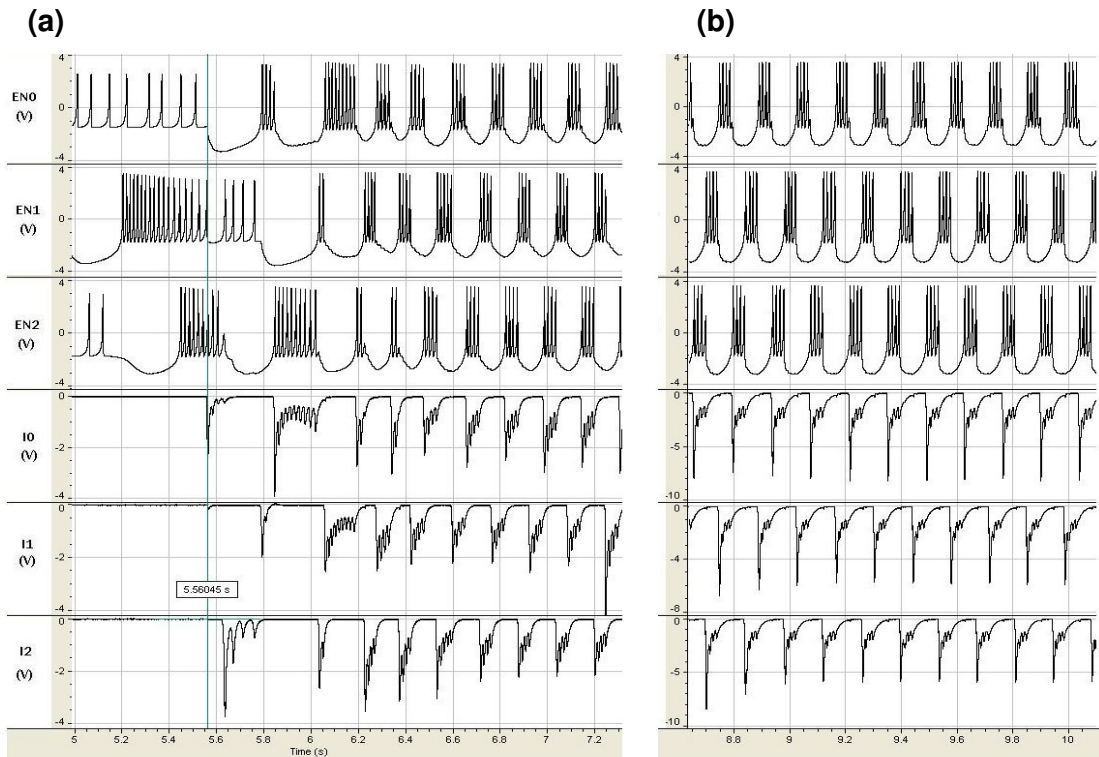 (a) (b)
4 4
EN0 0 0
(V)
-4 -4
4 4
EN1 0 0
(V)
-4 -4
4 4
EN2 0 0
(V)
-4 -4
0 0
I0 -2 -5
(V)
-4 -10
0 0
I1 -2 -4
(V)
5.56045 s
-4 -8
0 0
I2 -2 -5
(V)
-4 -10
5 5.2 5.4 5.6 5.8 6 6.2 6.4 6.6 6.8 7 7.2 8.8 9 9.2 9.4 9.6 9.8 10
Time (s)